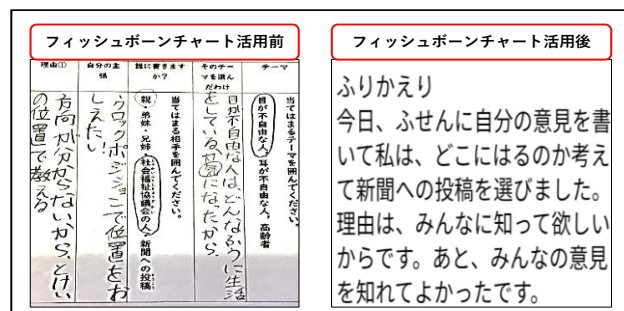 フィッシュボーンチャート活用前
テーマ
当てはまるテーマを囲んでください。
目が不自由な人、耳が不自由な人、高齢者
そのテー
マを選ん
だわけ
目が不自由な人は、どんなふうに生活
をしているか気になったから。
誰に書きます
か？
当てはまる相手を囲んでください。
親・弟妹・兄姉・社会福祉協議会の人・新聞への投稿
自分の主
張
クロックポジションで位置をお
しえたい！
理由①
方向が分からないから、とけい
の位置で教える
フィッシュボーンチャート活用後
ふりかえり
今日、ふせんに自分の意見を書
いて私は、どこにはるのか考え
て新聞への投稿を選びました。
理由は、みんなに知って欲しい
からです。あと、みんなの意見
を知れてよかったです。